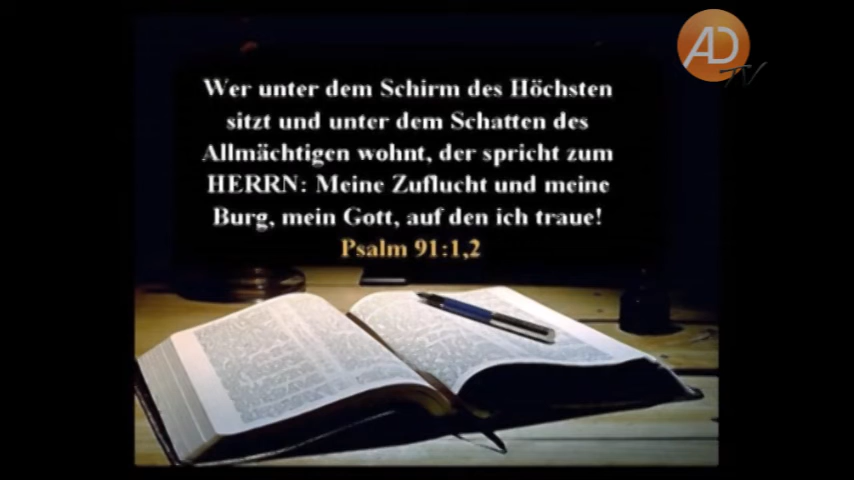 AD
TV
Wer unter dem Schirm des Höchsten
sitzt und unter dem Schatten des
Allmächtigen wohnt, der spricht zum
HERRN: Meine Zuflucht und meine
Burg, mein Gott, auf den ich traue!
Psalm 91:1,2